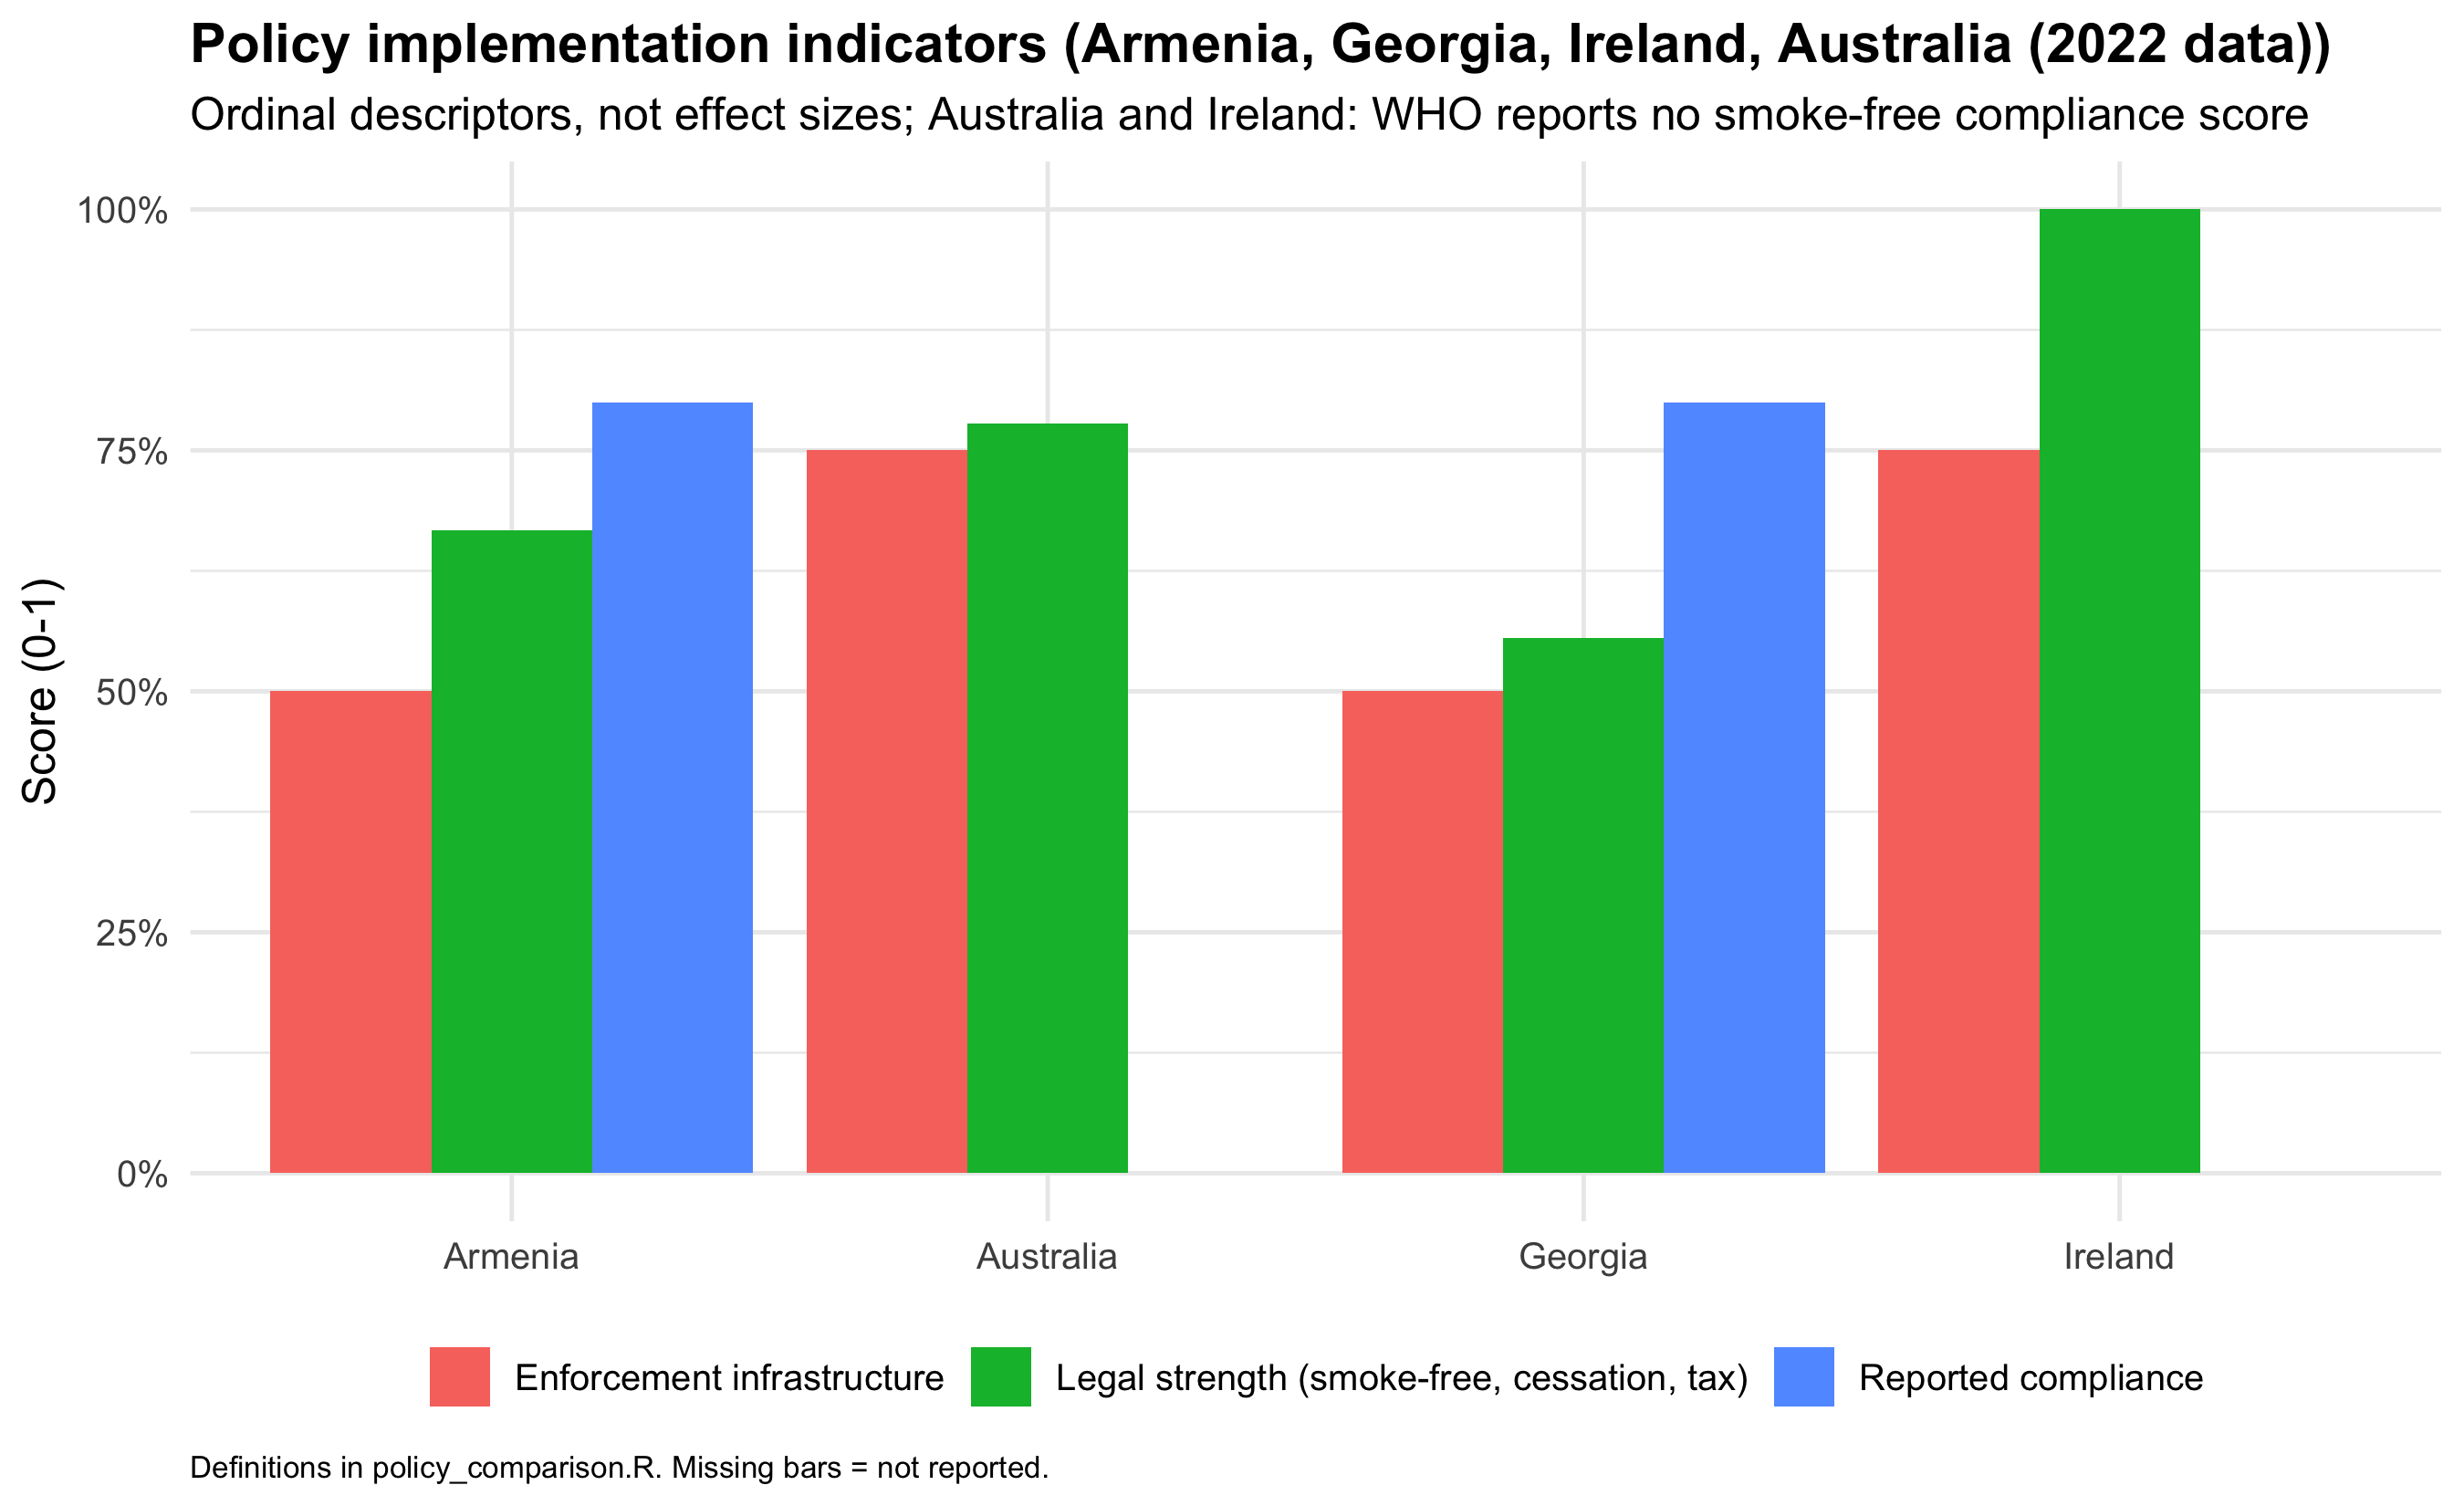 Policy implementation indicators (Armenia, Georgia, Ireland, Australia (2022 data))
Ordinal descriptors, not effect sizes; Australia and Ireland: WHO reports no smoke-free compliance score
Score (0-1)
100%
75%
50%
25%
0%
Armenia
Australia
Georgia
Ireland
Enforcement infrastructure
Legal strength (smoke-free, cessation, tax)
Reported compliance
Definitions in policy_comparison.R. Missing bars = not reported.